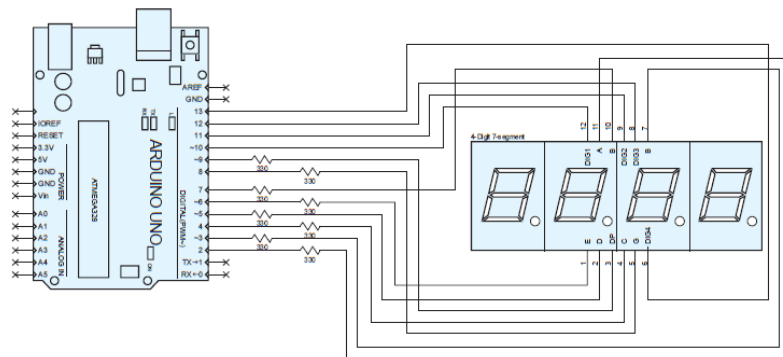 AREF
GND
13
12
11
~10
~9
8
7
~6
~5
4
~3
2
TX→1
RX←0
IOREF
RESET
3.3V
5V
GND
GND
Vin
A0
A1
A2
A3
A4
A5
POWER
ANALOG IN
ATMEGA328
RX
TX
L
ARDUINO UNO
ON
DIGITAL(PWM~)
330
330
330
330
330
330
330
330
4-Digit 7-segment
12
11
10
9
8
7
DIG1
A
B
DIG2
DIG3
B
E
D
DP
C
G
DIG4
1
2
3
4
5
6